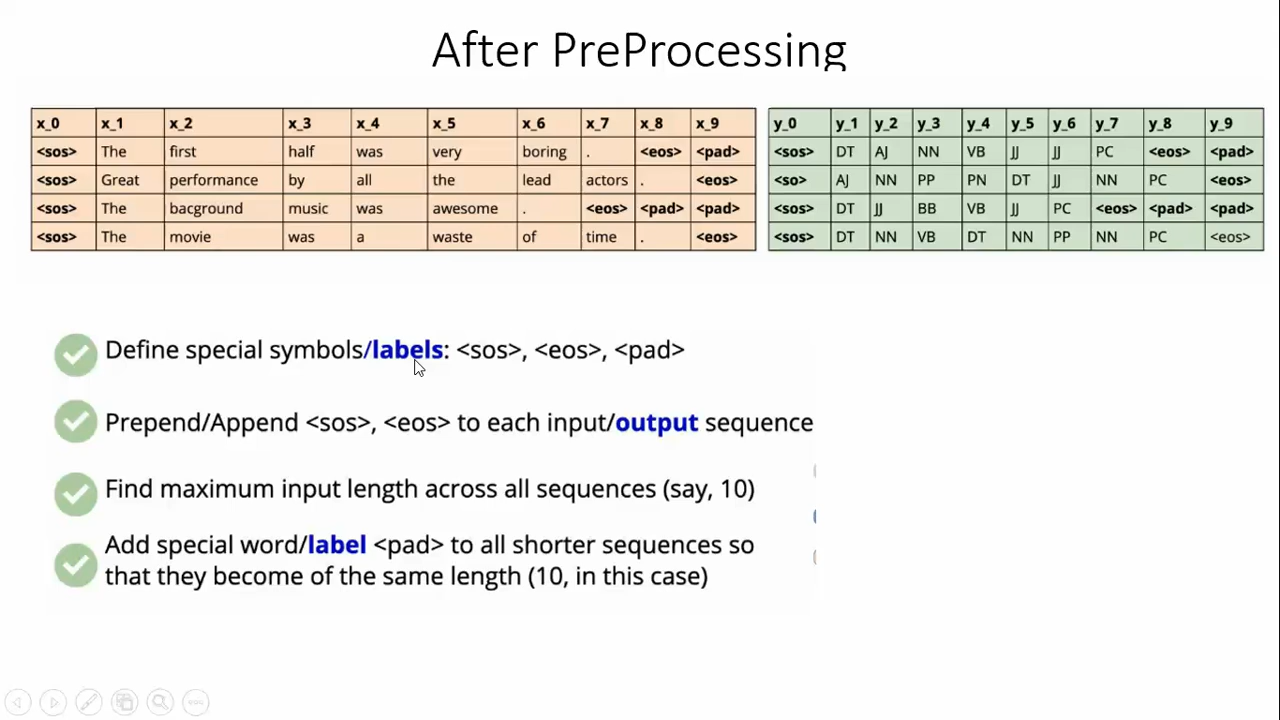 After PreProcessing
x_0 x_1 x_2 x_3 x_4 x_5 x_6 x_7 x_8 x_9 y_0 y_1 y_2 y_3 y_4 y_5 y_6 y_7 y_8 y_9
<sos> The first half was very boring . <eos> <pad> <sos> DT AJ NN VB JJ JJ PC <eos> <pad>
<sos> Great performance by all the lead actors . <eos> <so> AJ NN PP PN DT JJ NN PC <eos>
<sos> The bacground music was awesome . <eos> <pad> <pad> <sos> DT JJ BB VB JJ PC <eos> <pad> <pad>
<sos> The movie was a waste of time . <eos> <sos> DT NN VB DT NN PP NN PC <eos>
Define special symbols/labels: <sos>, <eos>, <pad>
Prepend/Append <sos>, <eos> to each input/output sequence
Find maximum input length across all sequences (say, 10)
Add special word/label <pad> to all shorter sequences so
that they become of the same length (10, in this case)